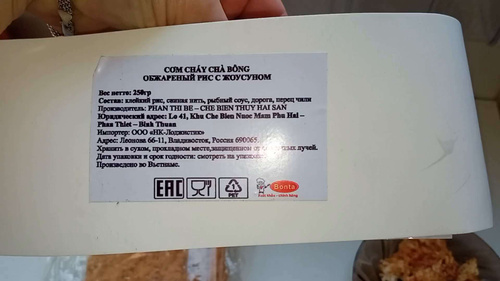 CƠM CHÁY CHÀ BÔNG
ОБЖАРЕНЫЙ РИС С ЖОУСУНОМ
Вес нетто: 250гр
Состав: клейкий рис, свиная нить, рыбный соус, дорога, перец чили
Производитель: PHAN THI BE – CHE BIEN THUY HAI SAN
Юридический адрес: Lo 41, Khu Che Bien Nuoc Mam Phu Hai –
Phan Thiet – Binh Thuan
Импортер: ООО «НК-Лоджистик»
Адрес: Леонова 66-11, Владивосток, Россия 690065
Хранить в сухом, прохладном месте,защищенном от лучей.
Дата упаковки и срок годности: смотреть на
Произведено во Вьетнаме.
EAC
1
PET
Bonta